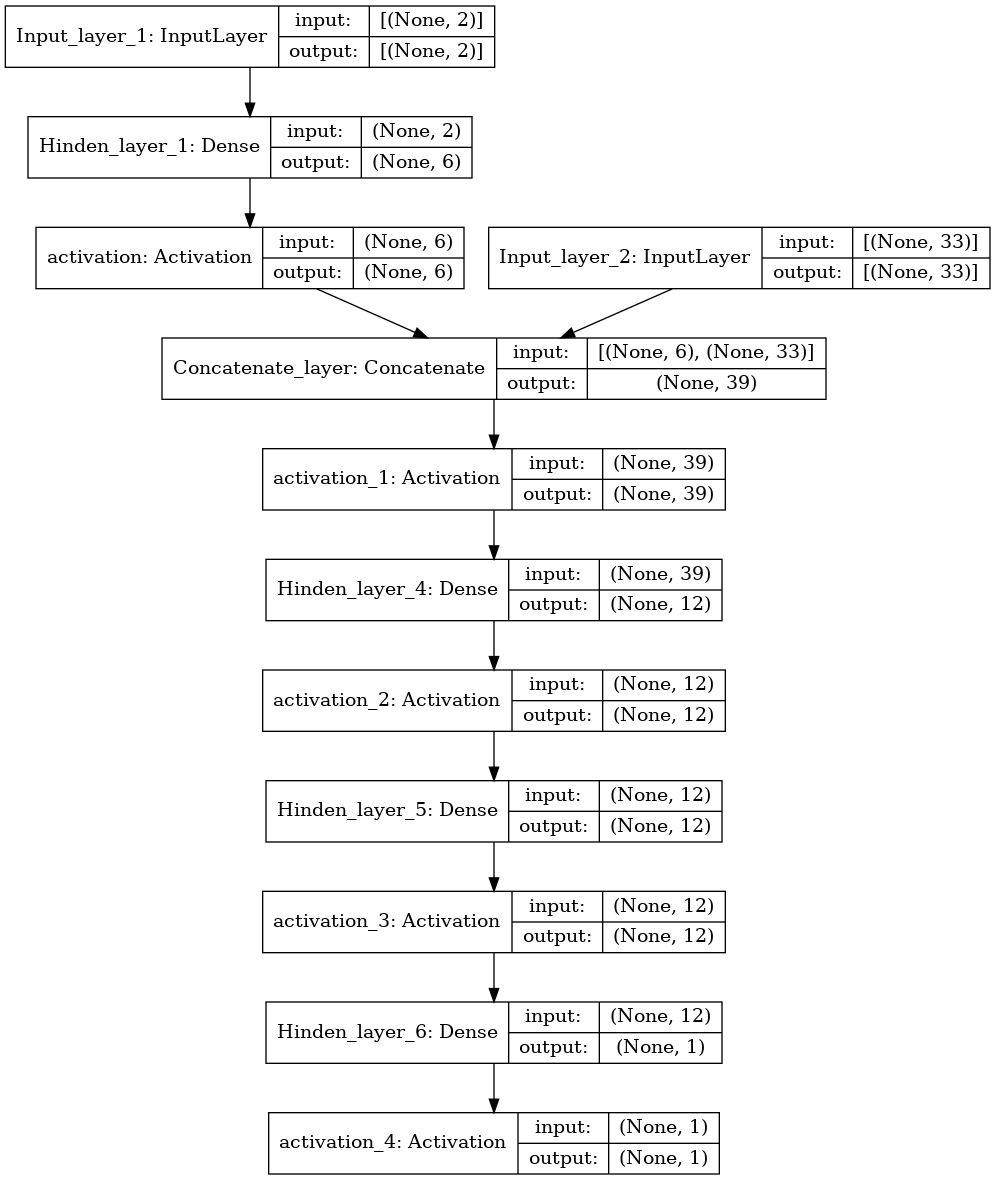 Input_layer_1: InputLayer
input:
[(None, 2)]
output:
[(None, 2)]
Hinden_layer_1: Dense
input:
(None, 2)
output:
(None, 6)
activation: Activation
input:
(None, 6)
output:
(None, 6)
Input_layer_2: InputLayer
input:
[(None, 33)]
output:
[(None, 33)]
Concatenate_layer: Concatenate
input:
[(None, 6), (None, 33)]
output:
(None, 39)
activation_1: Activation
input:
(None, 39)
output:
(None, 39)
Hinden_layer_4: Dense
input:
(None, 39)
output:
(None, 12)
activation_2: Activation
input:
(None, 12)
output:
(None, 12)
Hinden_layer_5: Dense
input:
(None, 12)
output:
(None, 12)
activation_3: Activation
input:
(None, 12)
output:
(None, 12)
Hinden_layer_6: Dense
input:
(None, 12)
output:
(None, 1)
activation_4: Activation
input:
(None, 1)
output:
(None, 1)